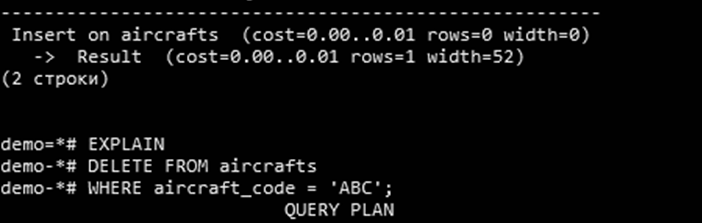 ------------------------------------------------------
Insert on aircrafts  (cost=0.00..0.01 rows=0 width=0)
  ->  Result  (cost=0.00..0.01 rows=1 width=52)
(2 строки)
demo=*# EXPLAIN
demo-*# DELETE FROM aircrafts
demo-*# WHERE aircraft_code = 'ABC';
QUERY PLAN